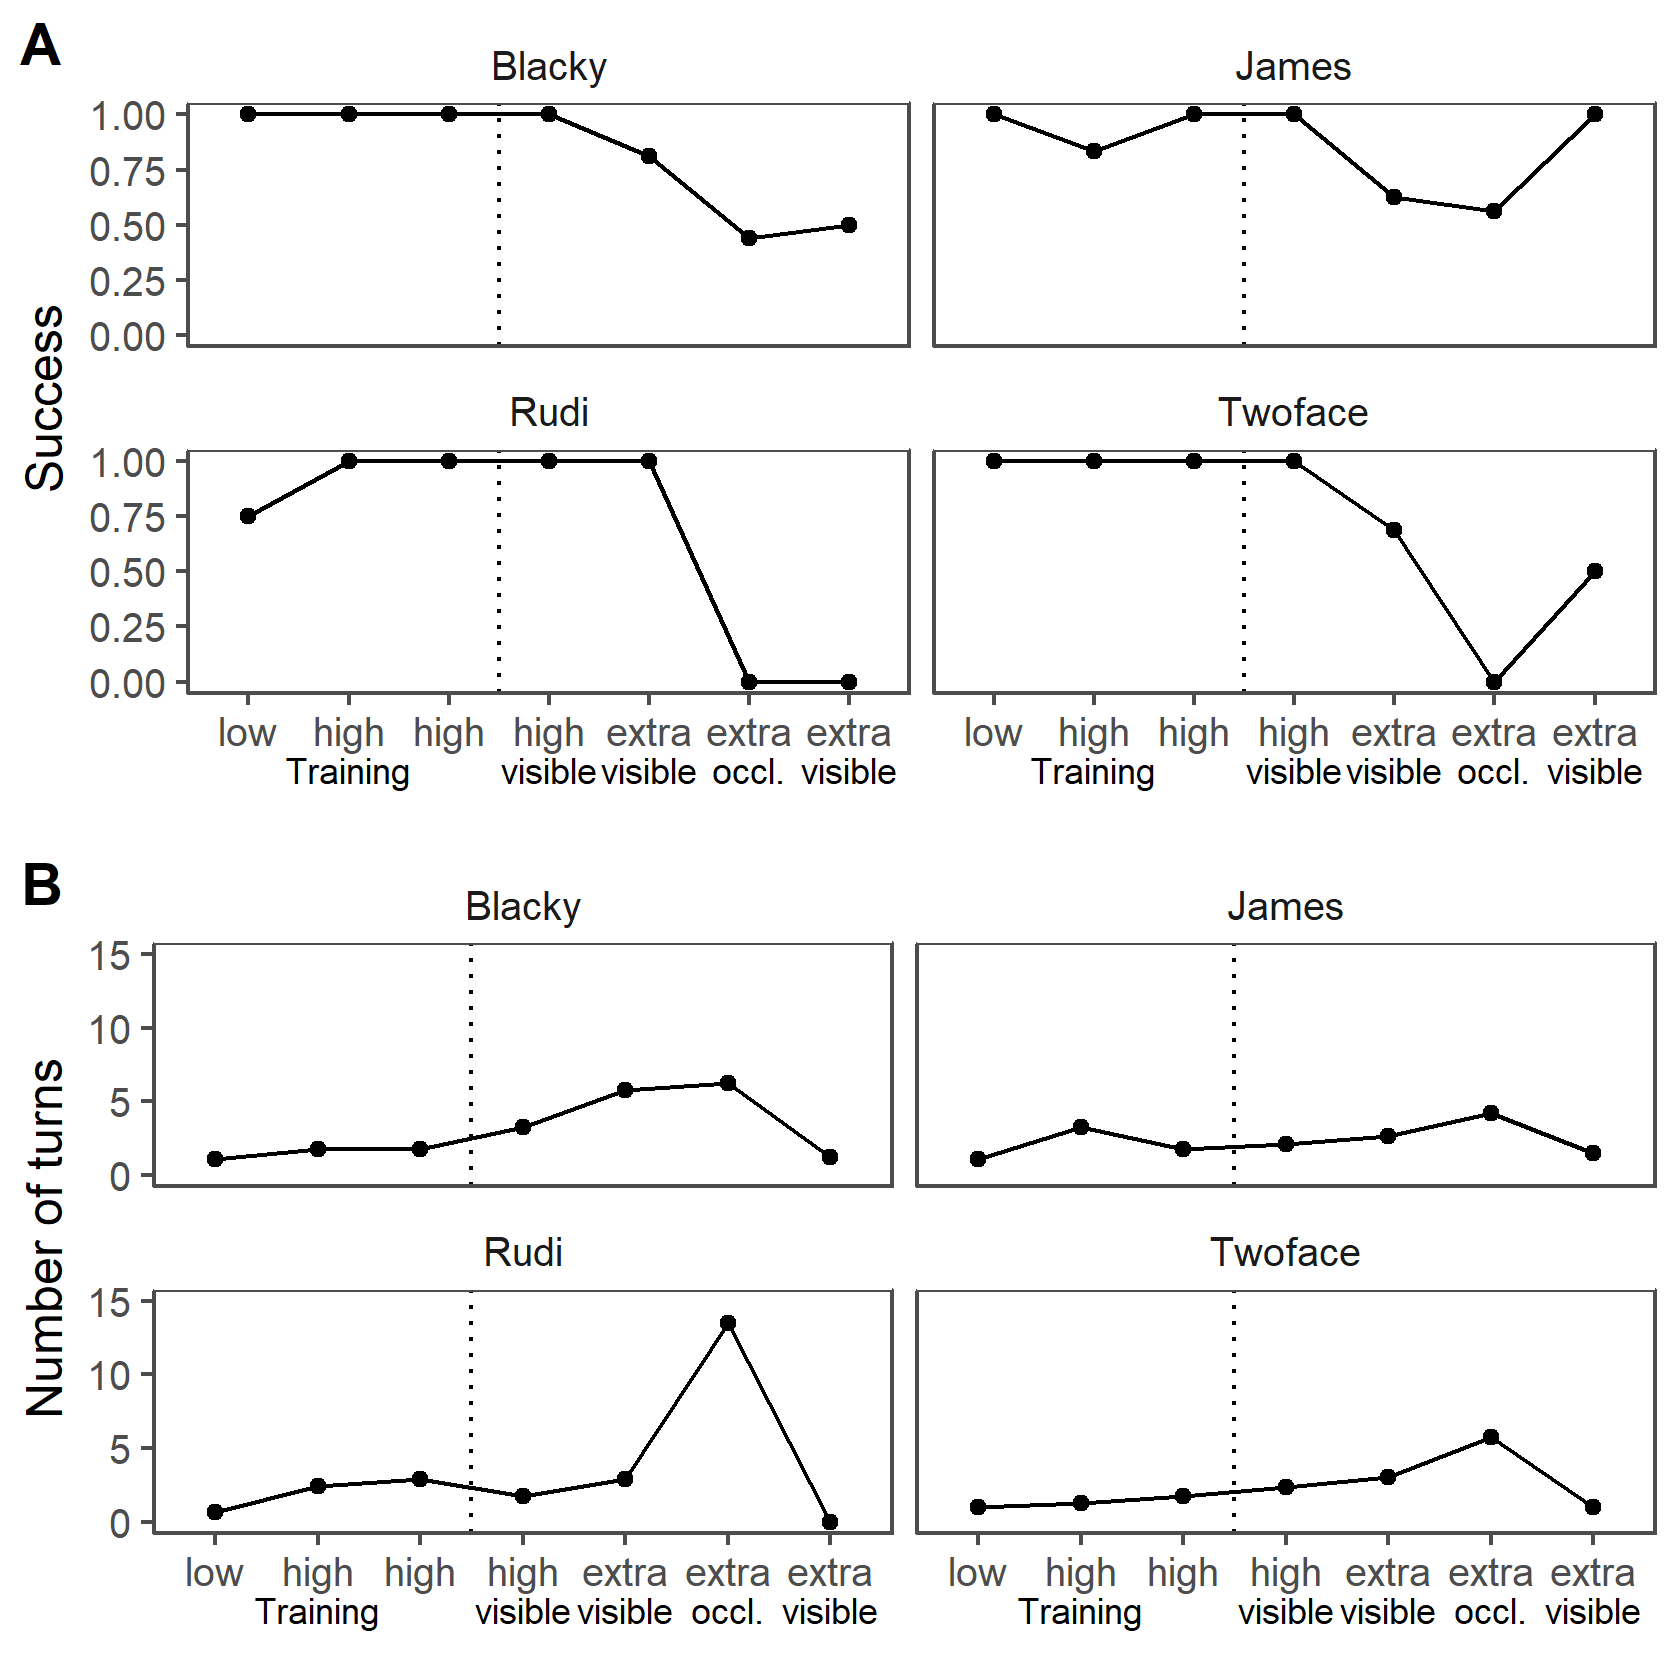 A
Blacky James
1.00
0.75
0.50
0.25
0.00
Success
Rudi Twoface
1.00
0.75
0.50
0.25
0.00
low high high high extra extra extra low high high high extra extra extra
Training visible visible occl. visible Training visible visible occl. visible
B
Blacky James
15
10
5
0
Number of turns
Rudi Twoface
15
10
5
0
low high high high extra extra extra low high high high extra extra extra
Training visible visible occl. visible Training visible visible occl. visible